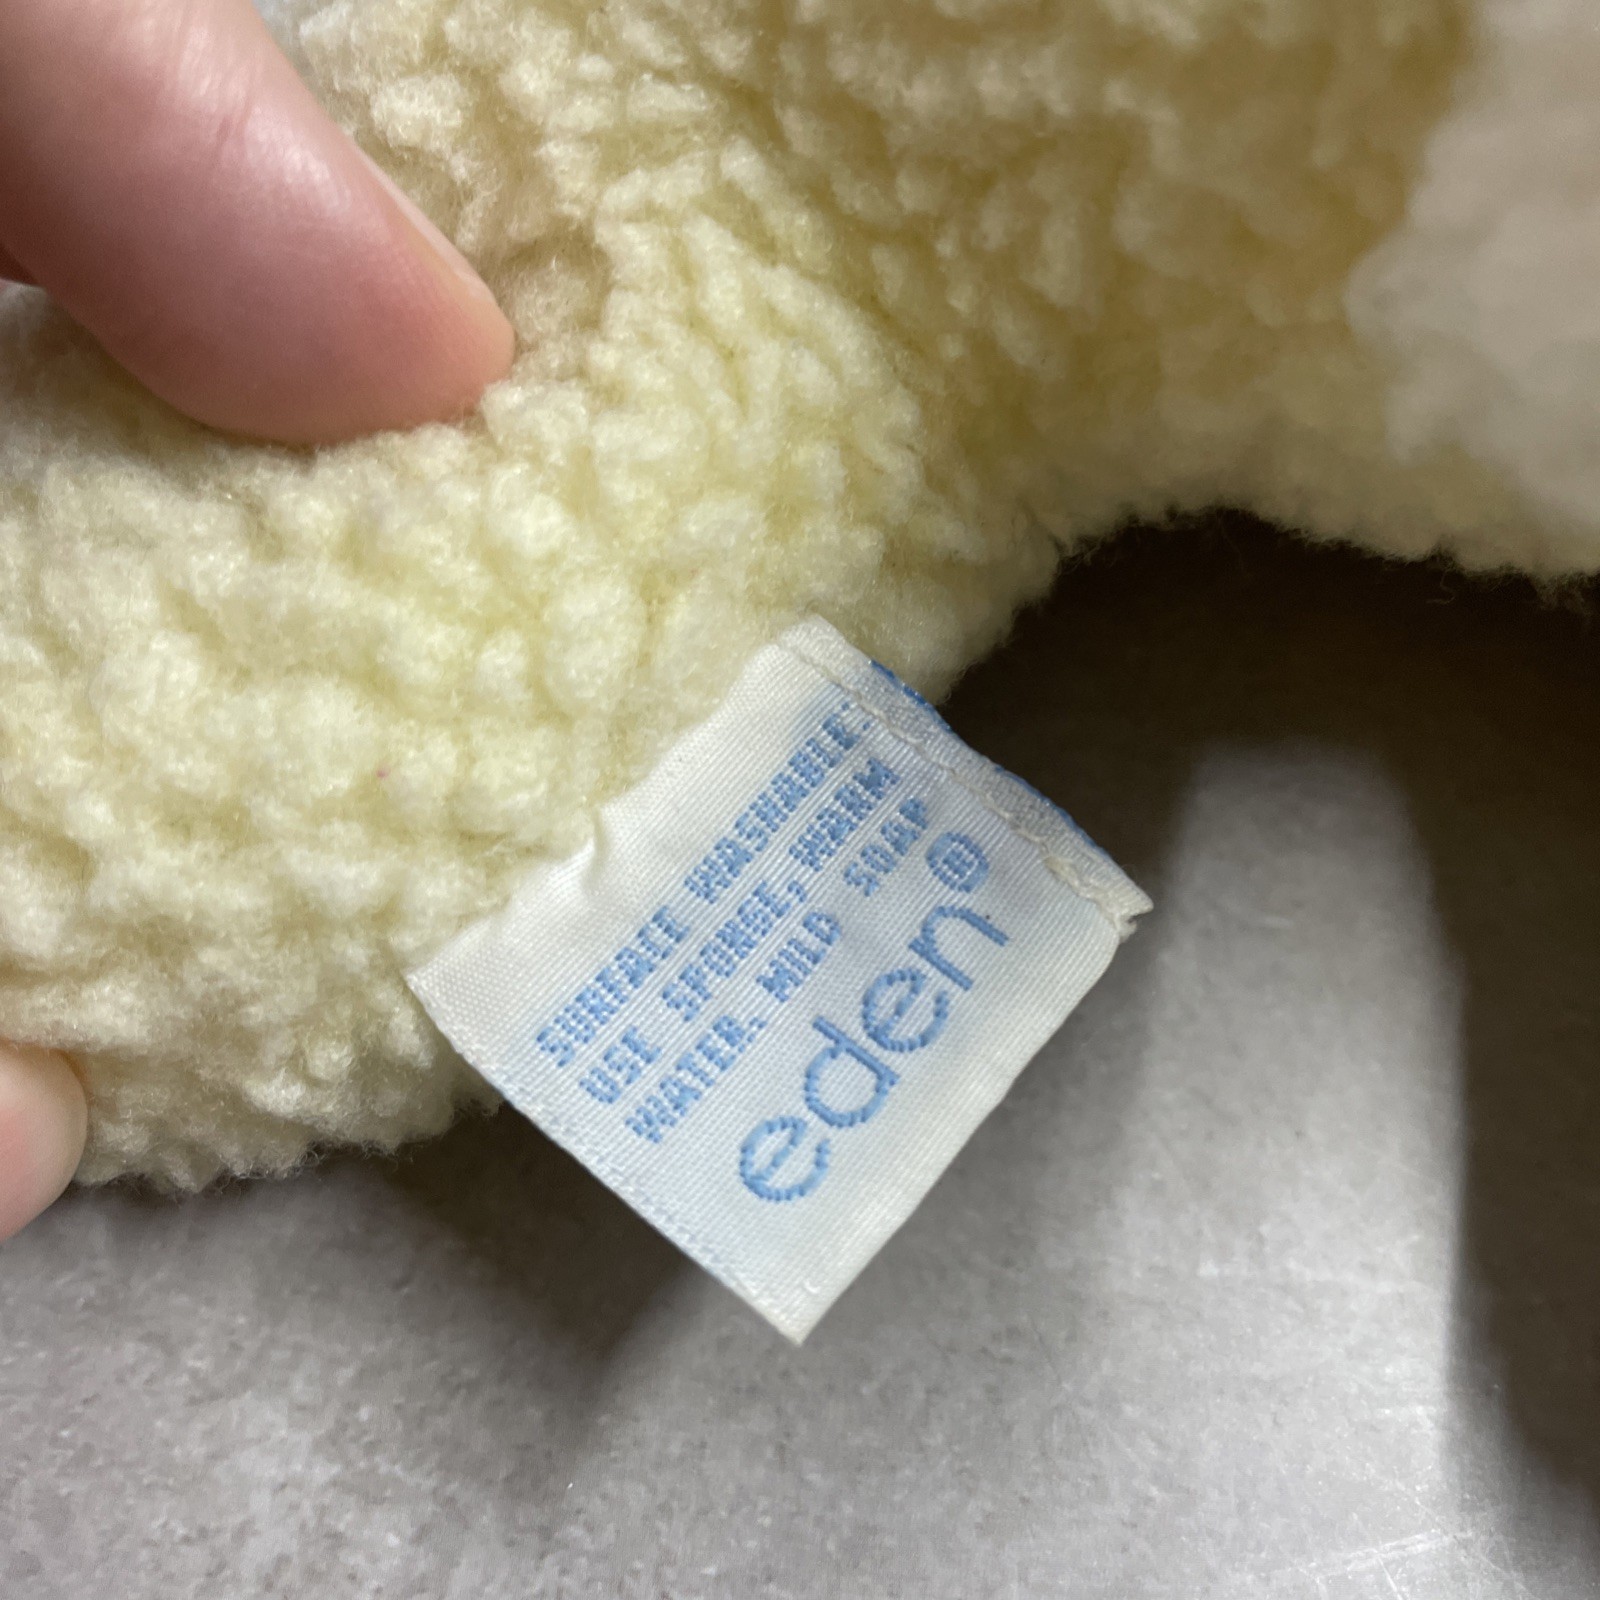 SURFACE WASHABLE:
USE SPONGE, WARM
WATER. MILD SOAP
eden®